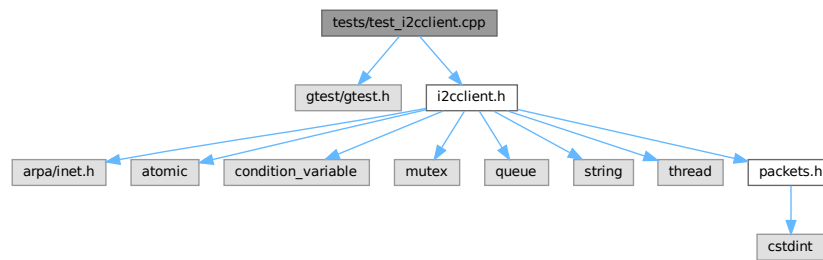 tests/test_i2cclient.cpp
gtest/gtest.h
i2cclient.h
arpa/inet.h
atomic
condition_variable
mutex
queue
string
thread
packets.h
cstdint